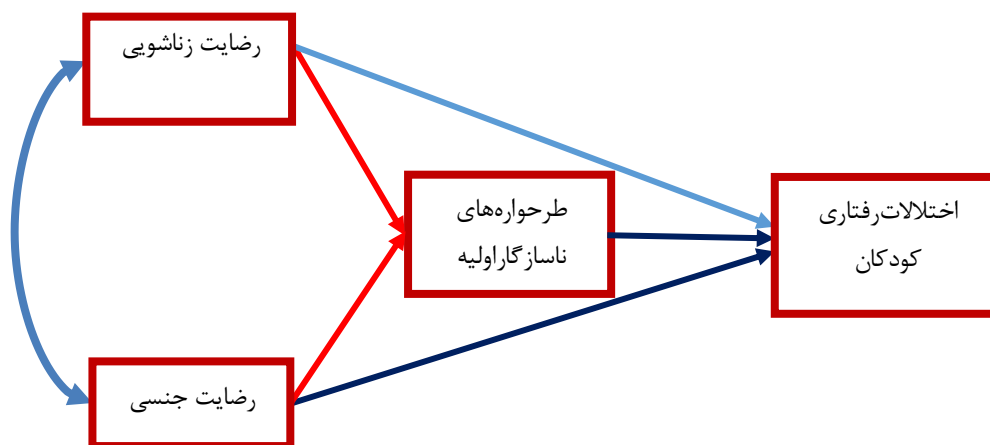 رضایت زناشویی
طرحواره‌های
ناسازگاراولیه
اختلالات‌رفتاری
کودکان
رضایت جنسی